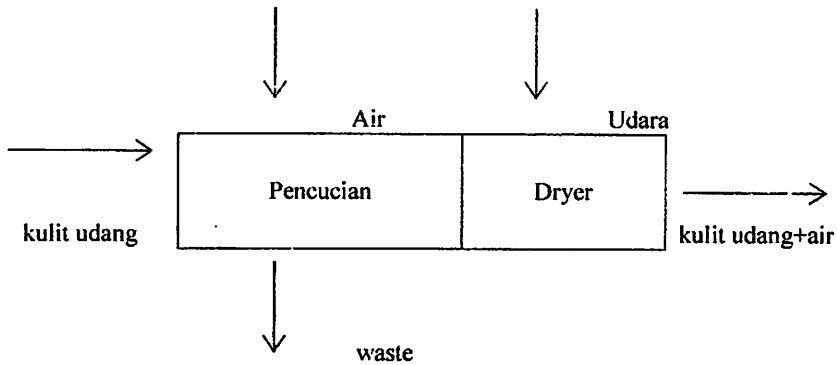 Air
Udara
Pencucian
Dryer
kulit udang
kulit udang+air
waste